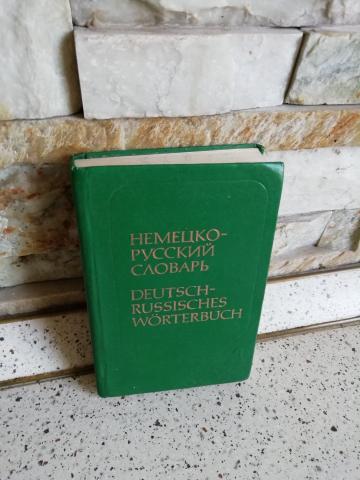 НЕМЕЦКО-
РУССКИЙ
СЛОВАРЬ
DEUTSCH-
RUSSISCHES
WÖRTERBUCH